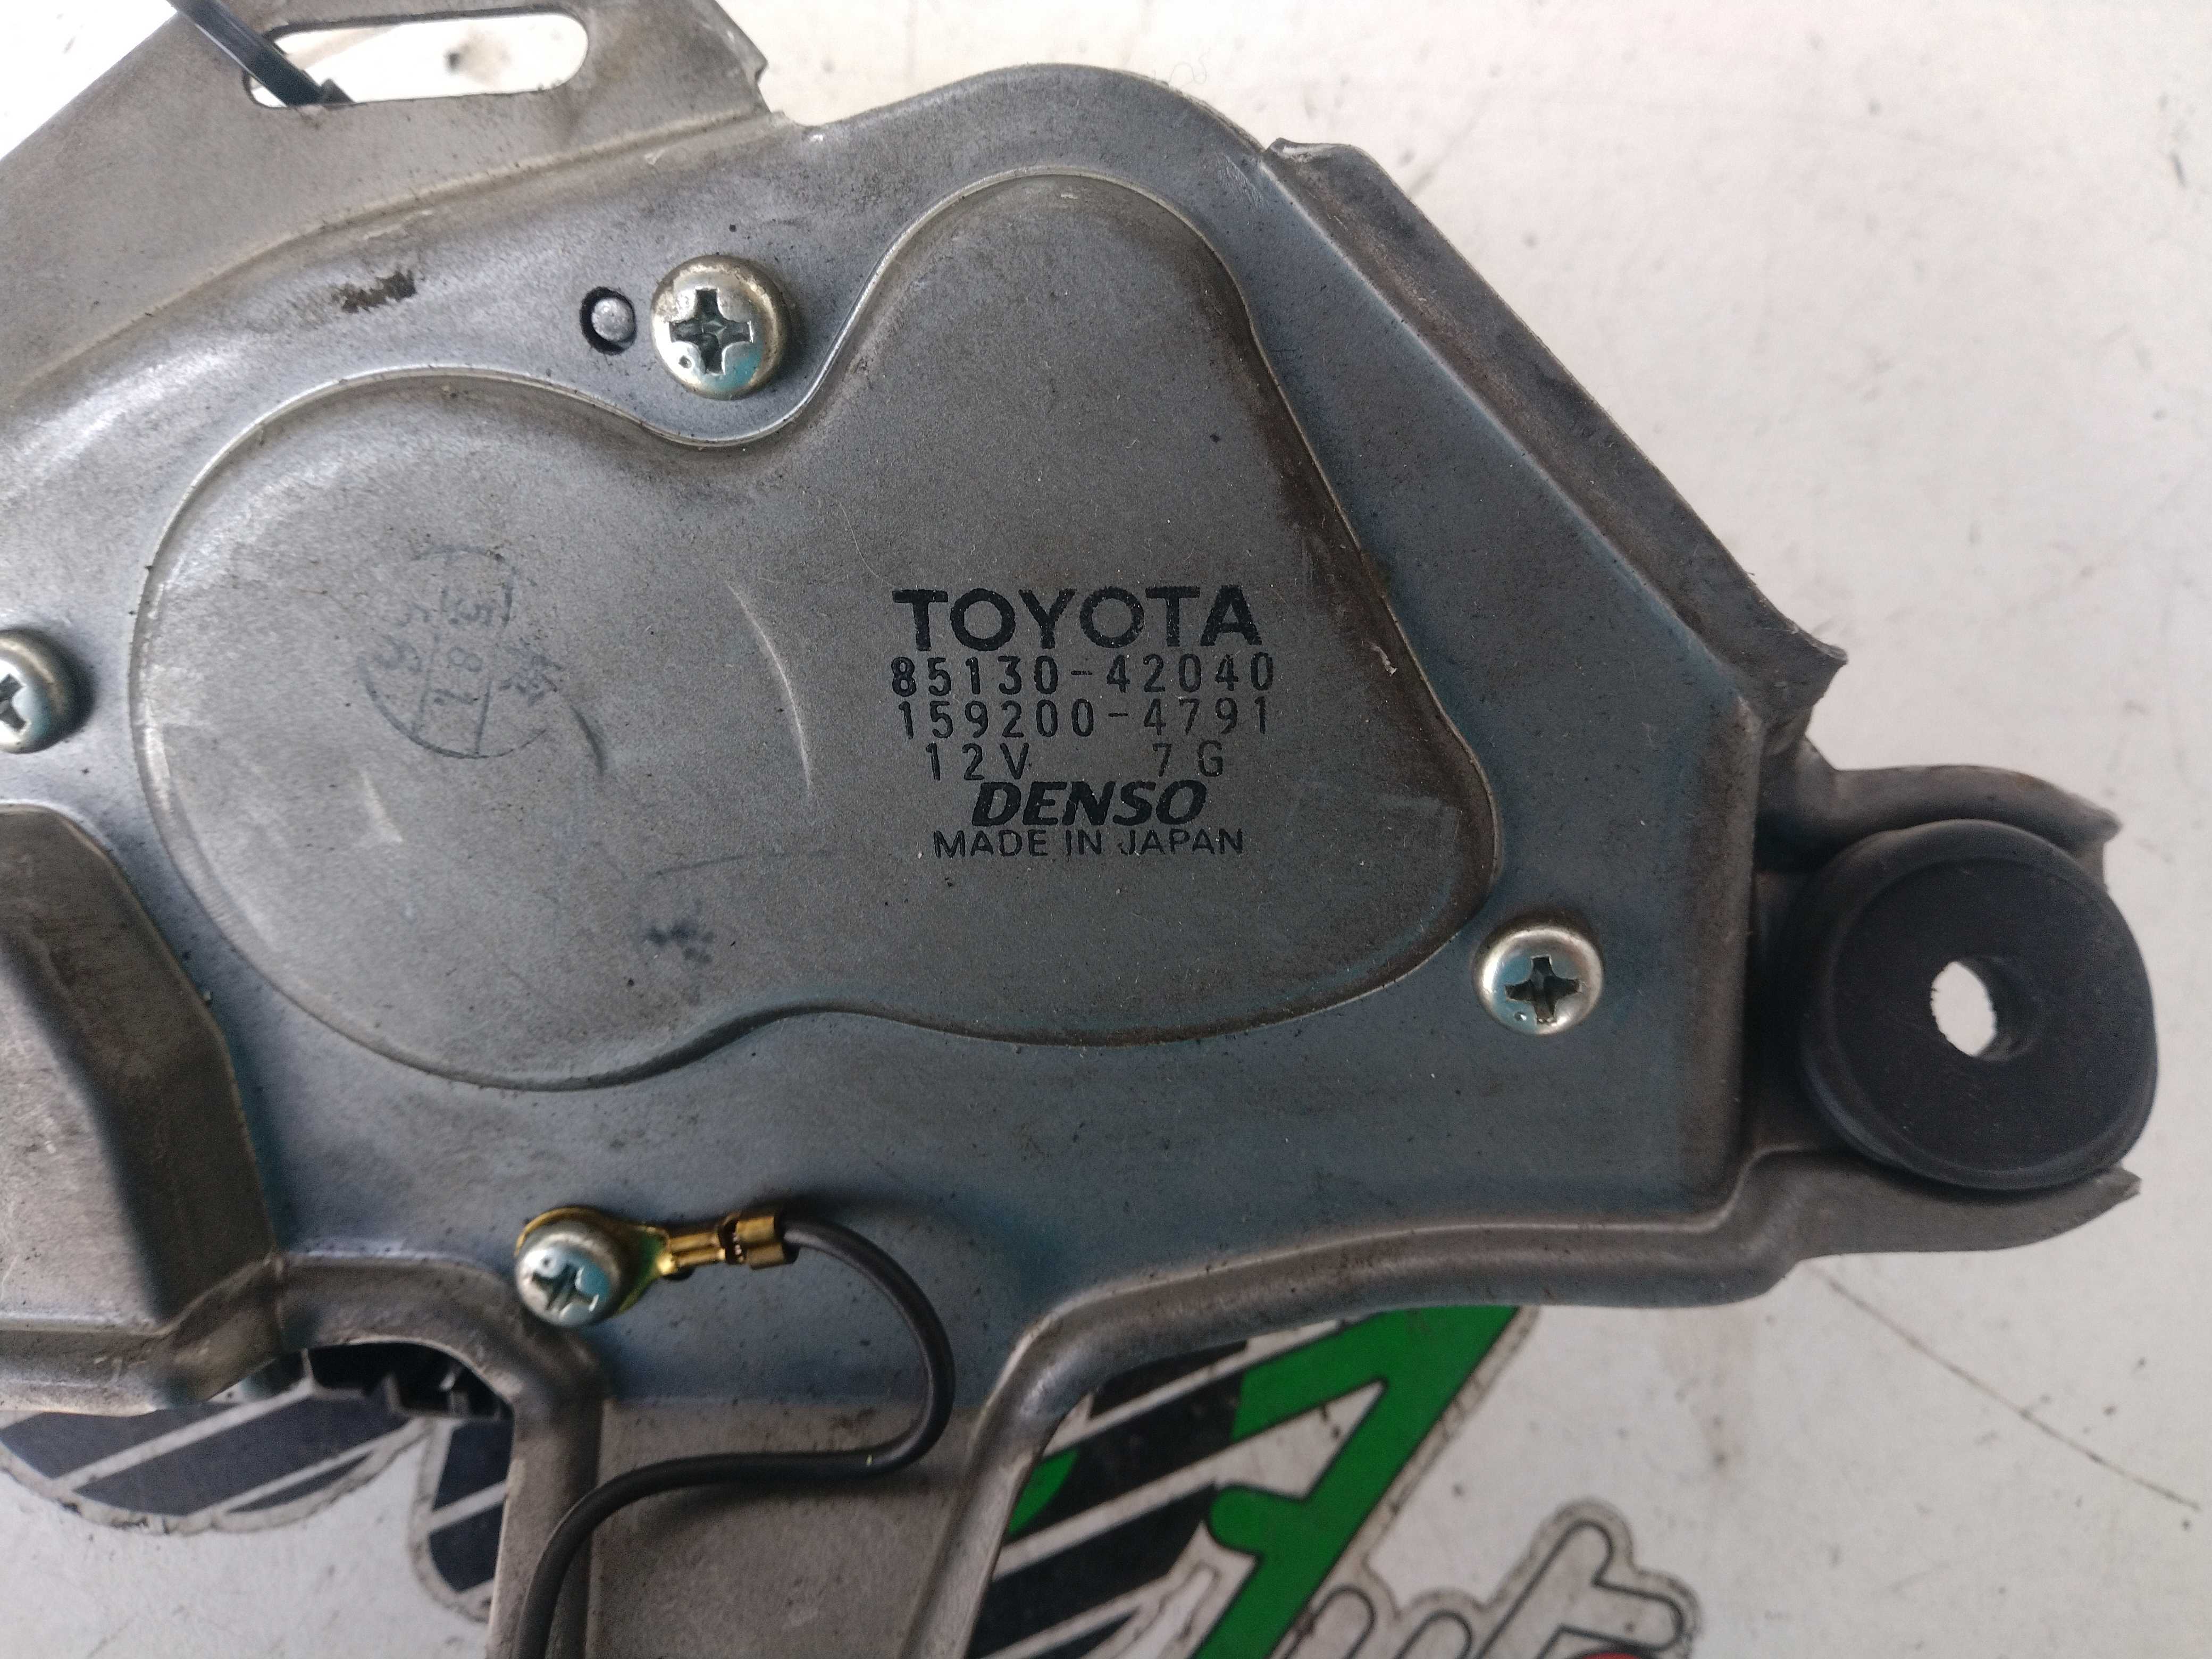 TOYOTA
85130-42040
159200-4791
12V 7G
DENSO
MADE IN JAPAN